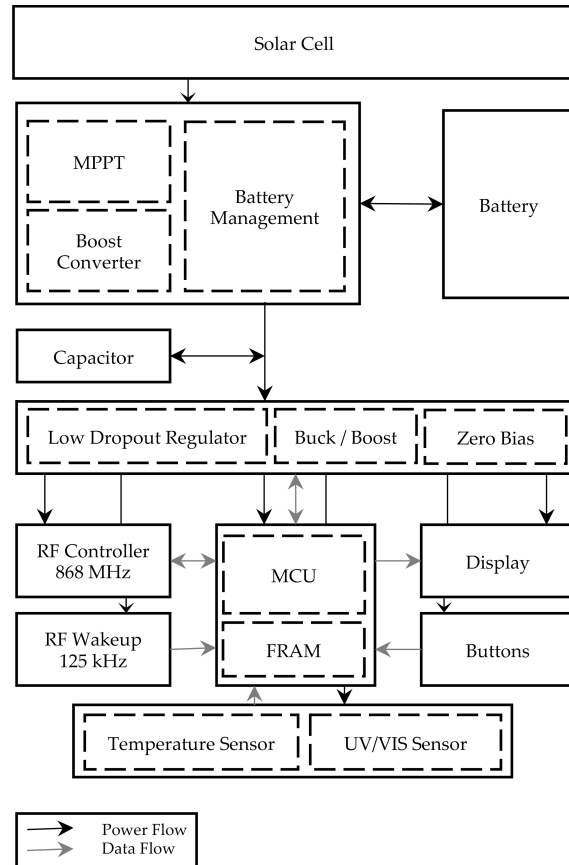 Solar Cell
MPPT
Battery
Management
Boost
Converter
Battery
Capacitor
Low Dropout Regulator
Buck / Boost
Zero Bias
RF Controller
868 MHz
MCU
Display
RF Wakeup
125 kHz
FRAM
Buttons
Temperature Sensor
UV/VIS Sensor
Power Flow
Data Flow